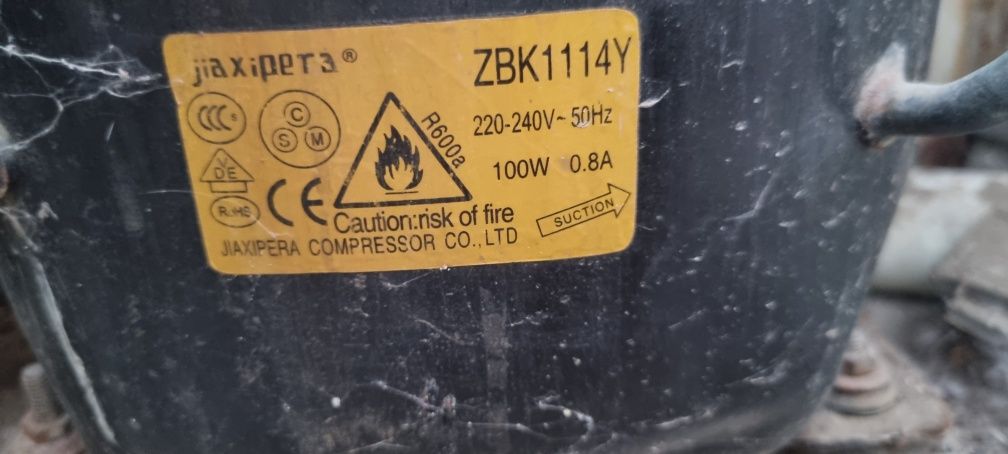 jiaxipera®
ZBK1114Y
CCC S
C
S M
R600a
220-240V~ 50Hz
100W 0.8A
VDE
RoHS
CE
Caution:risk of fire
SUCTION
JIAXIPERA COMPRESSOR CO.,LTD